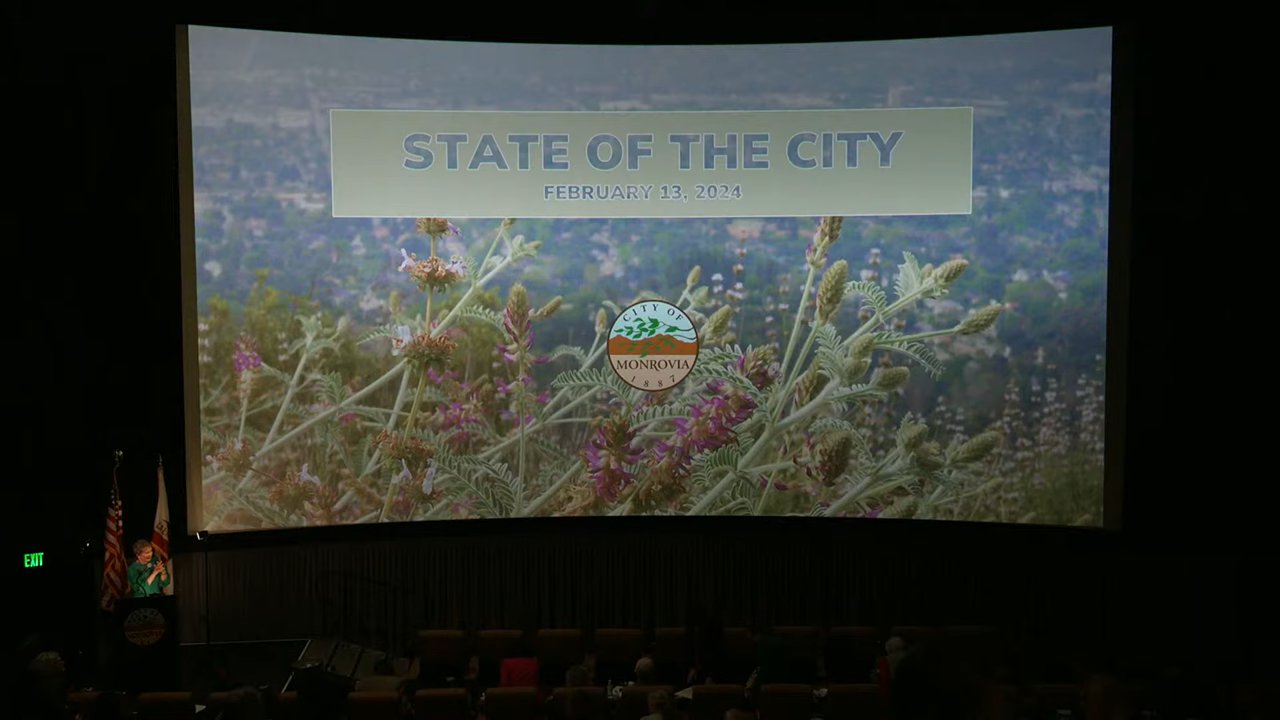 STATE OF THE CITY
FEBRUARY 13, 2024
CITY OF
MONROVIA
1887
EXIT